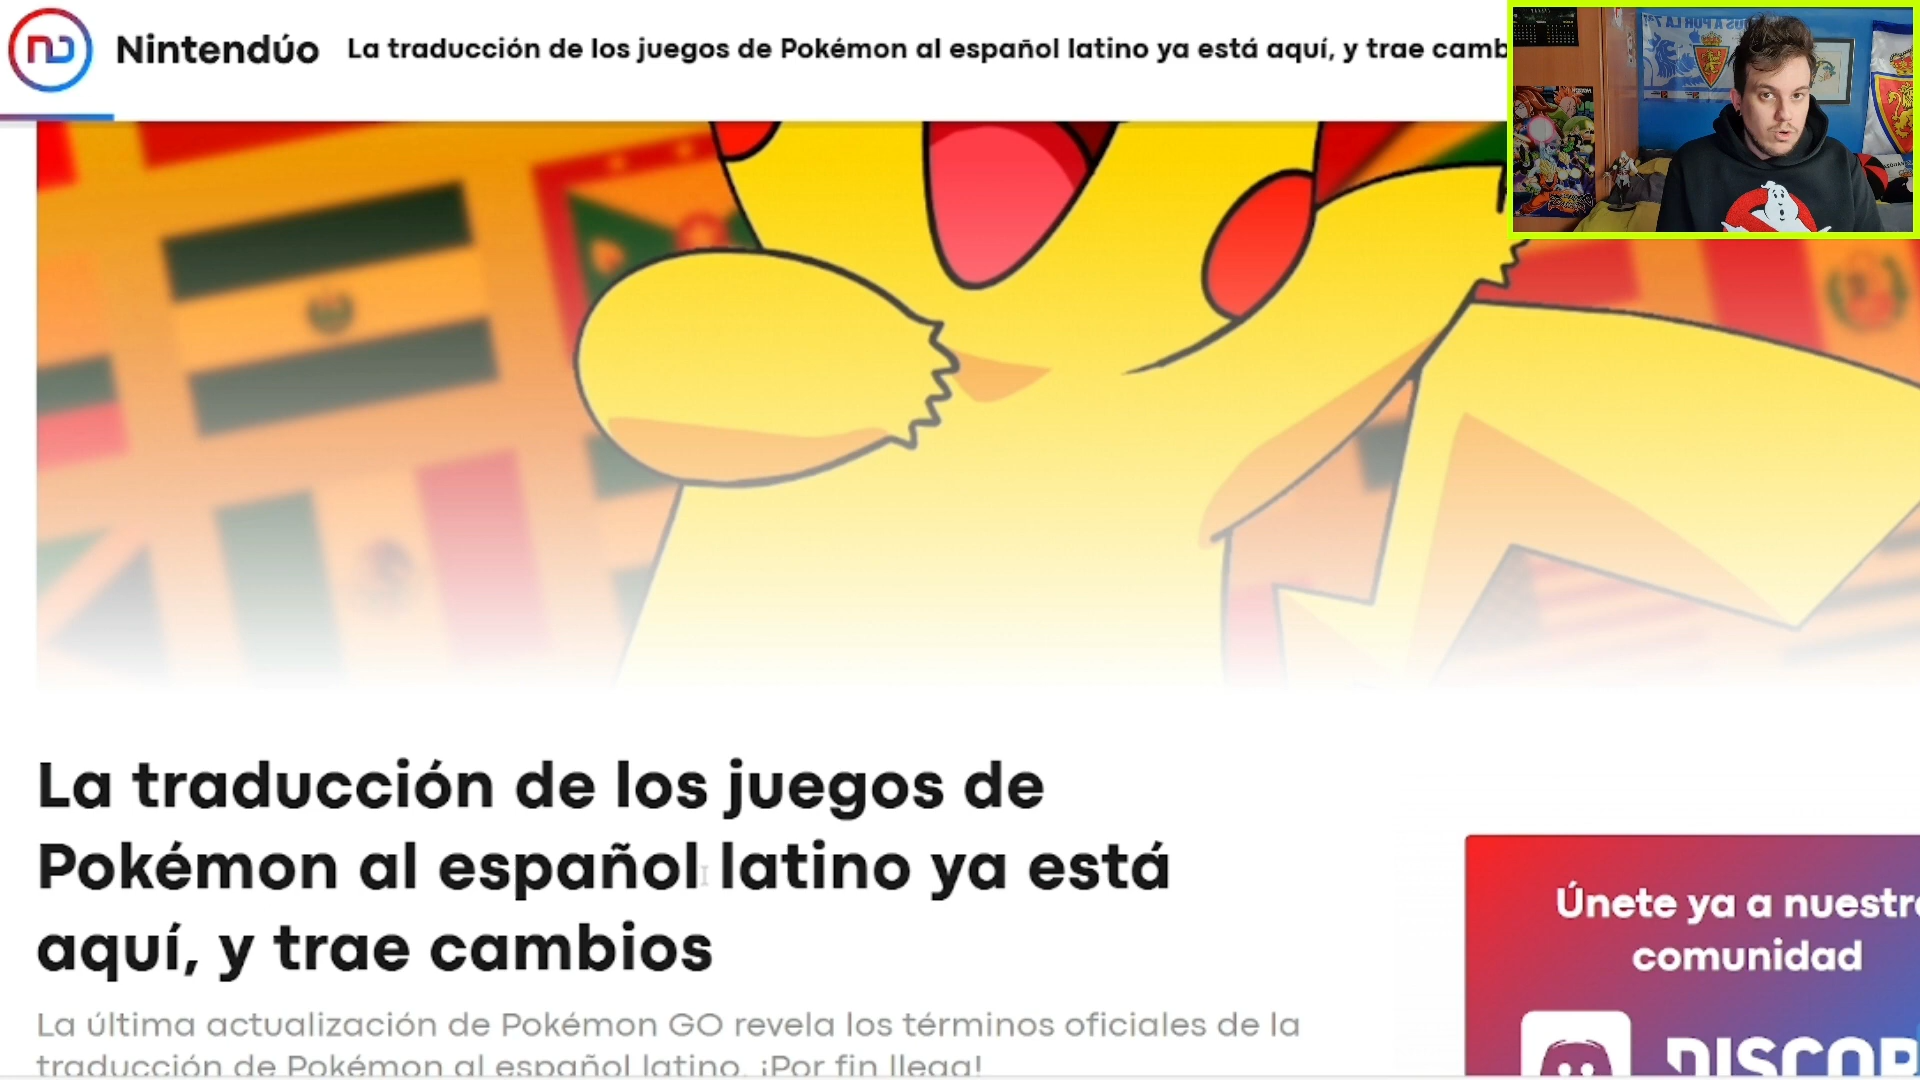 Nintendúo
La traducción de los juegos de Pokémon al español latino ya está aquí, y trae camb
La traducción de los juegos de
Pokémon al español latino ya está
aquí, y trae cambios
La última actualización de Pokémon GO revela los términos oficiales de la
traducción de Pokémon al español latino. ¡Por fin llega!
Únete ya a nuestr
comunidad
DISCOR